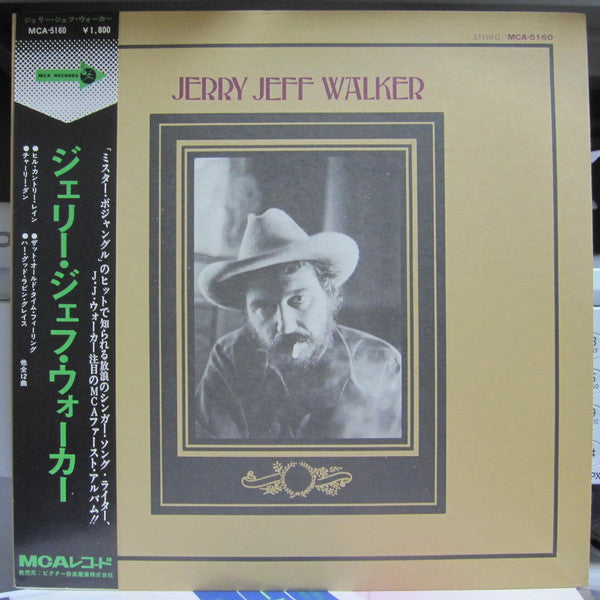 ジェリー・ジェフ・ウォーカー
MCA-5160 ¥1,800
MCA RECORDS
「ミスター・ボジャングル」のヒットで知られる放浪のシンガー・ソング・ライター、
J.J.ウォーカー注目のMCAファースト・アルバム!!
ジェリー・ジェフ・ウォーカー
●ヒル・カントリー・レイン
●チャーリー・ダン
●ザット・オールド・タイム・フィーリング
●ハー・グッド・ラビン・グレイス
他全12曲
MCAレコード
発売元:ビクター音楽産業株式会社
STEREO/MCA-5160
JERRY JEFF WALKER